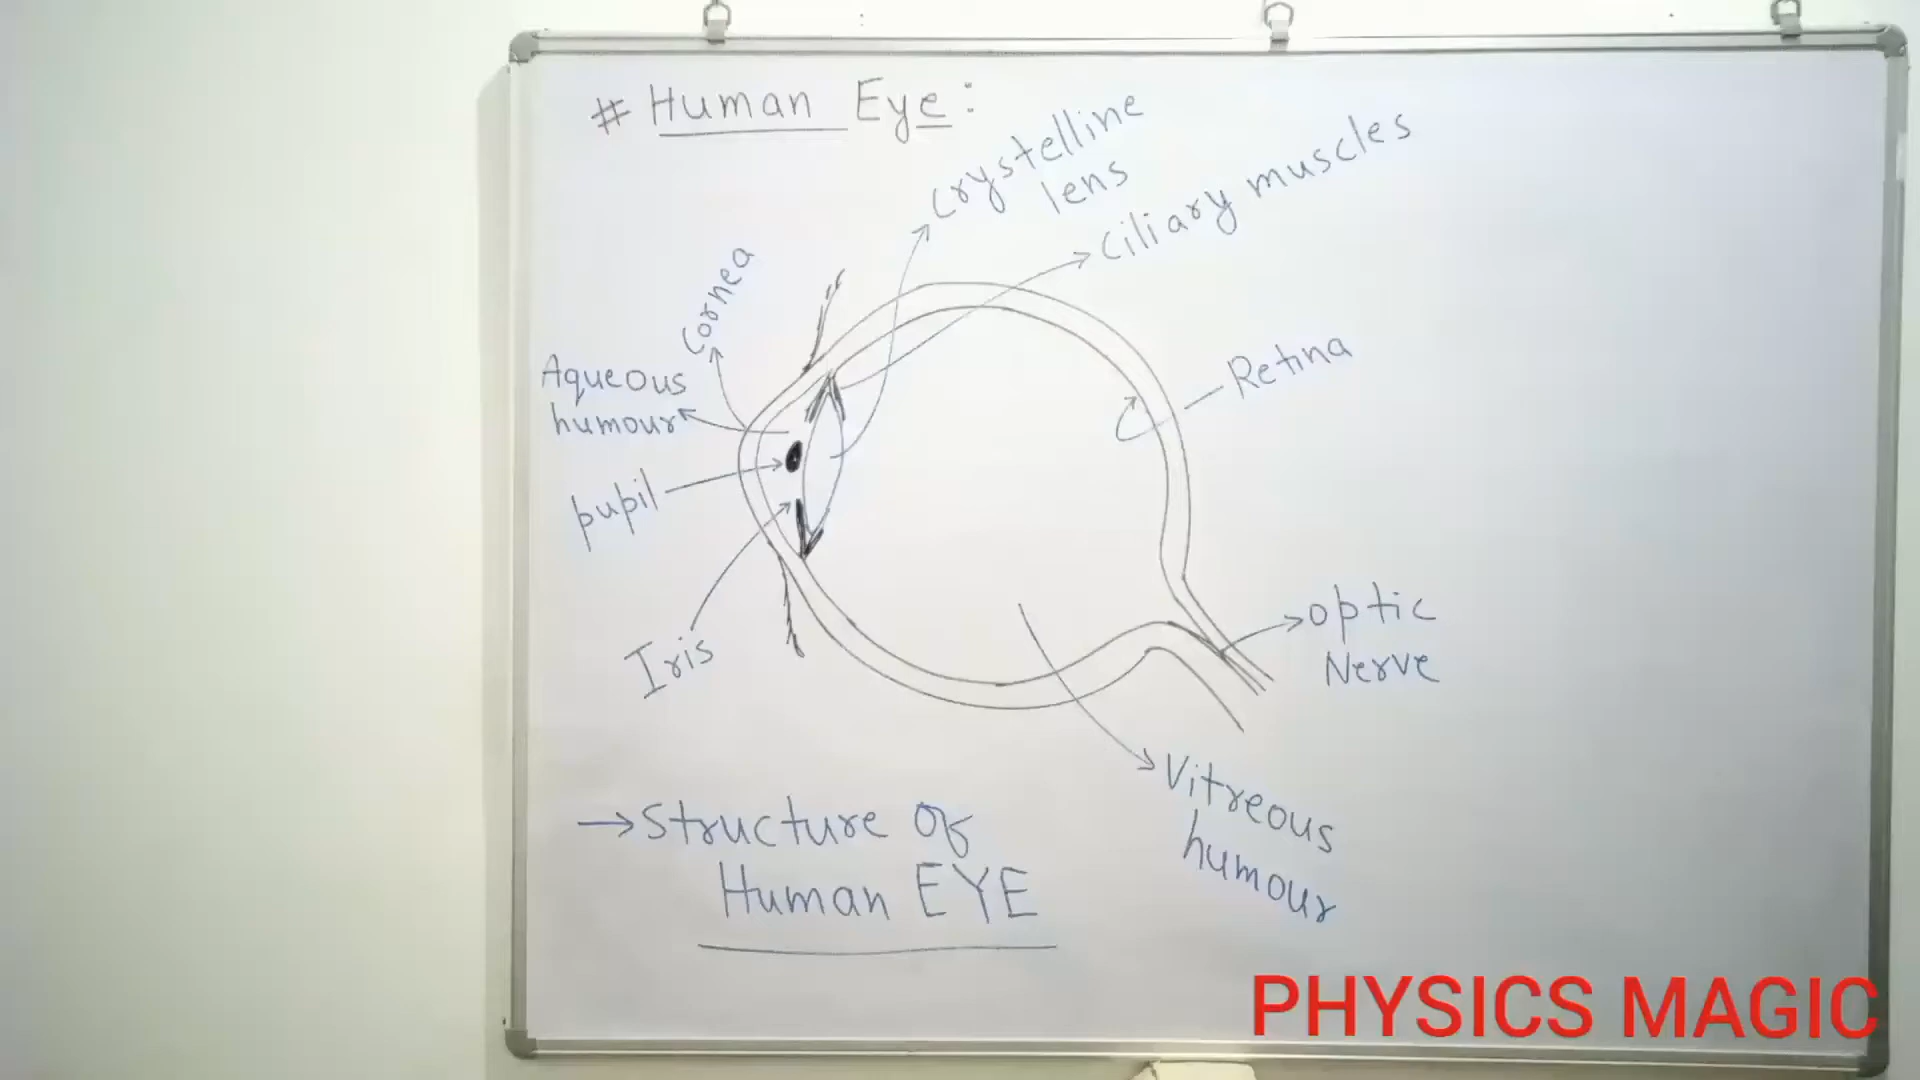 # Human Eye:
Crystelline
lens
Ciliary muscles
Cornea
Aqueous
humour
Retina
pupil
Iris
optic
Nerve
Vitreous
humour
→ Structure of
Human EYE
PHYSICS MAGIC